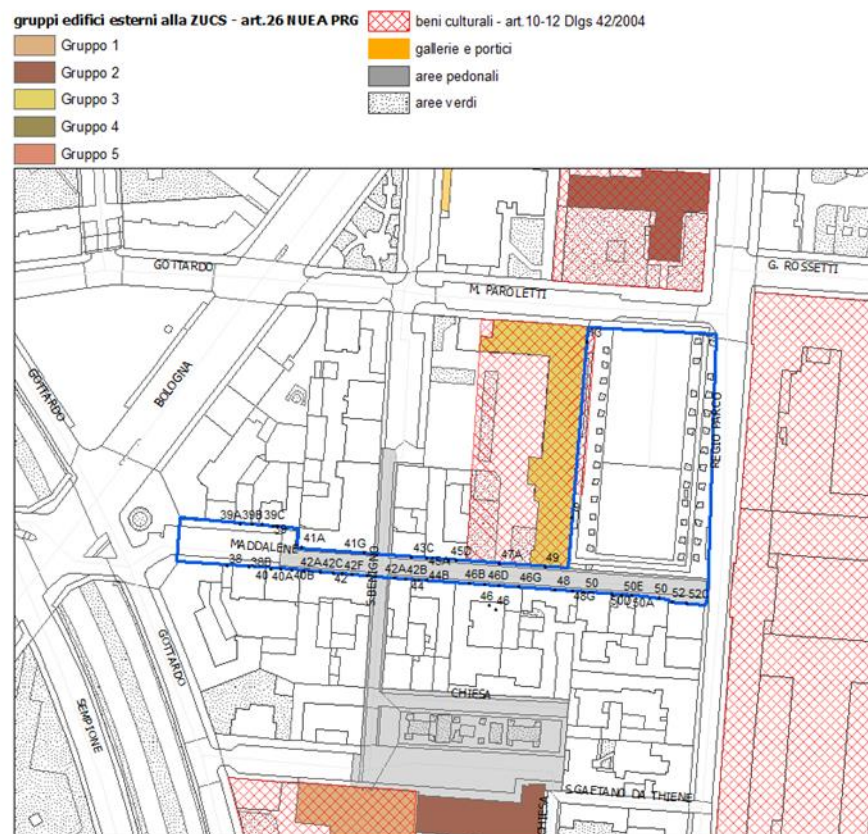 gruppi edifici esterni alla ZUCS - art.26 NUEA PRG
Gruppo 1
Gruppo 2
Gruppo 3
Gruppo 4
Gruppo 5
beni culturali - art.10-12 Dlgs 42/2004
gallerie e portici
aree pedonali
aree verdi
GOTTARDO
M. PAROLETTI
G. ROSSETTI
GOTTARDO
BOLOGNA
REGIO PARCO
39A 39B 39C
39
41A
41G
43C
45D
45A
47A
49
MADDALENE
38
38B
40
40A
40B
42A
42C
42F
42
42A
42B
44
44B
46B
46D
46G
48
50
50E
50
52
52C
46
46
48G
50D
50A
S.BENIGNO
GOTTARDO
SEMPIONE
CHIESA
S.GAETANO DA THIENE
CHIESA